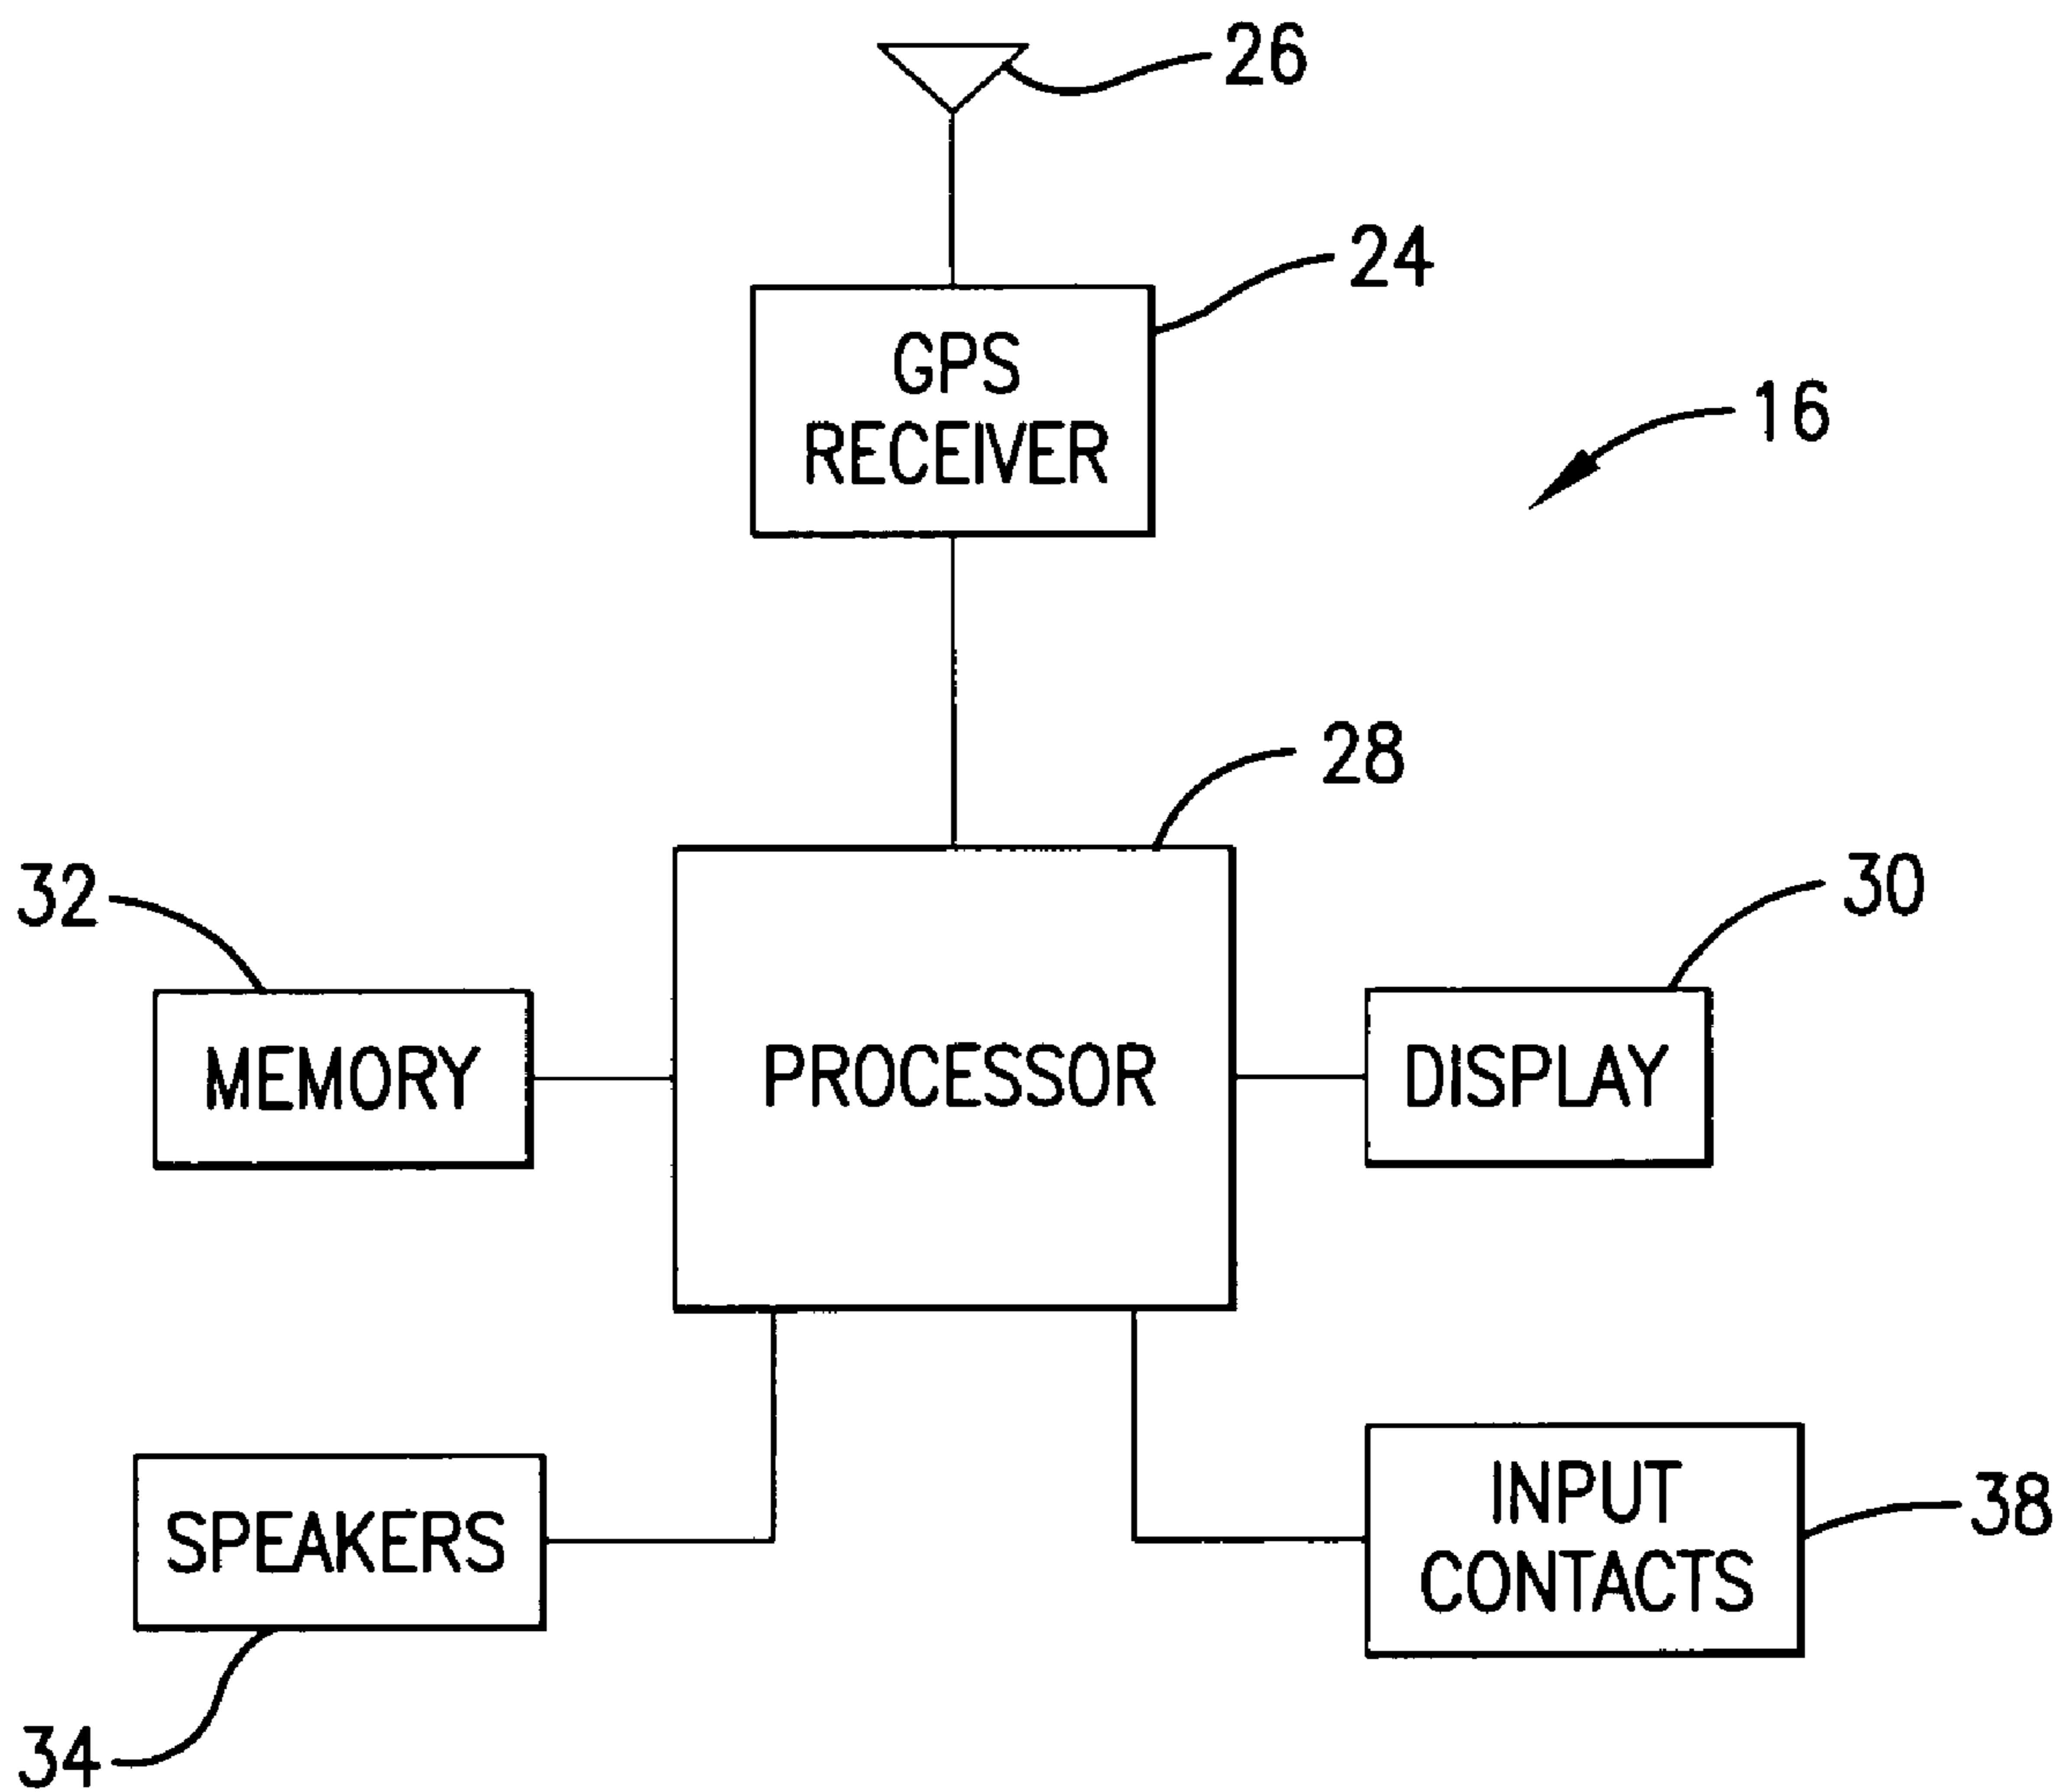 26
24
GPS
RECEIVER
16
28
32
30
MEMORY
PROCESSOR
DISPLAY
SPEAKERS
INPUT
CONTACTS
38
34